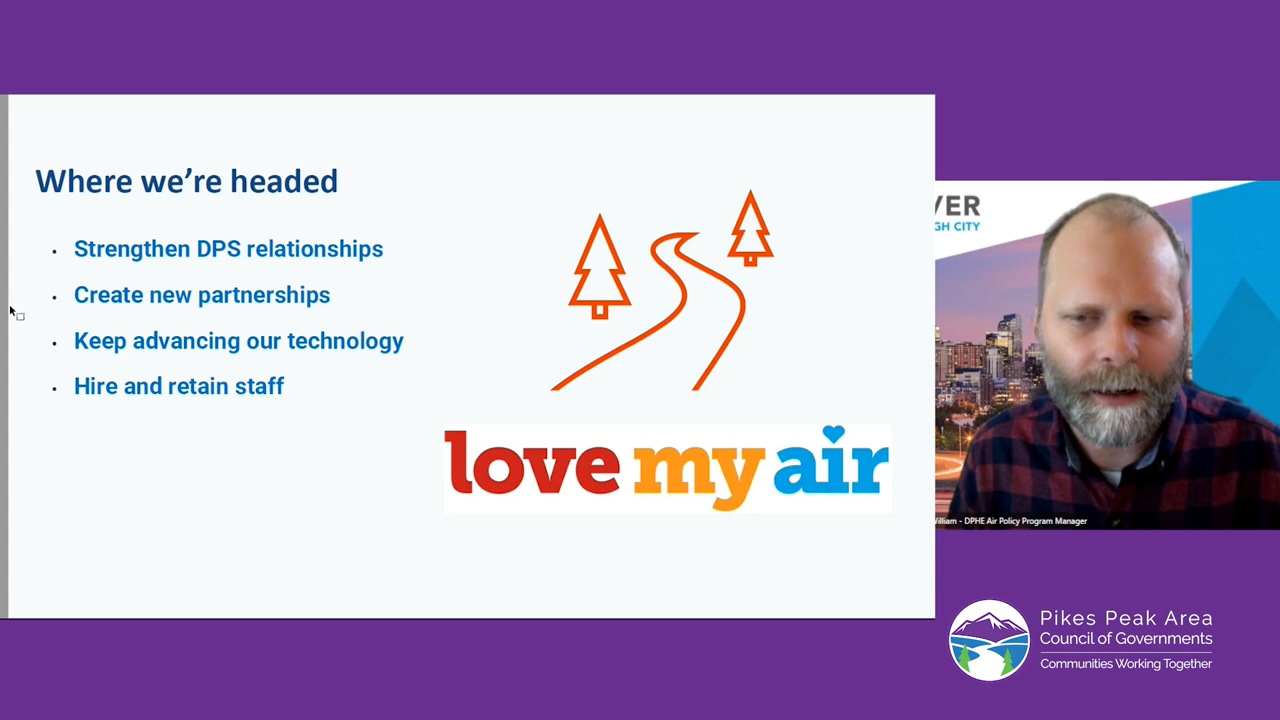 Where we’re headed
Strengthen DPS relationships
Create new partnerships
Keep advancing our technology
Hire and retain staff
love my air
VER
GH CITY
illiam - DPHE Air Policy Program Manager
Pikes Peak Area
Council of Governments
Communities Working Together